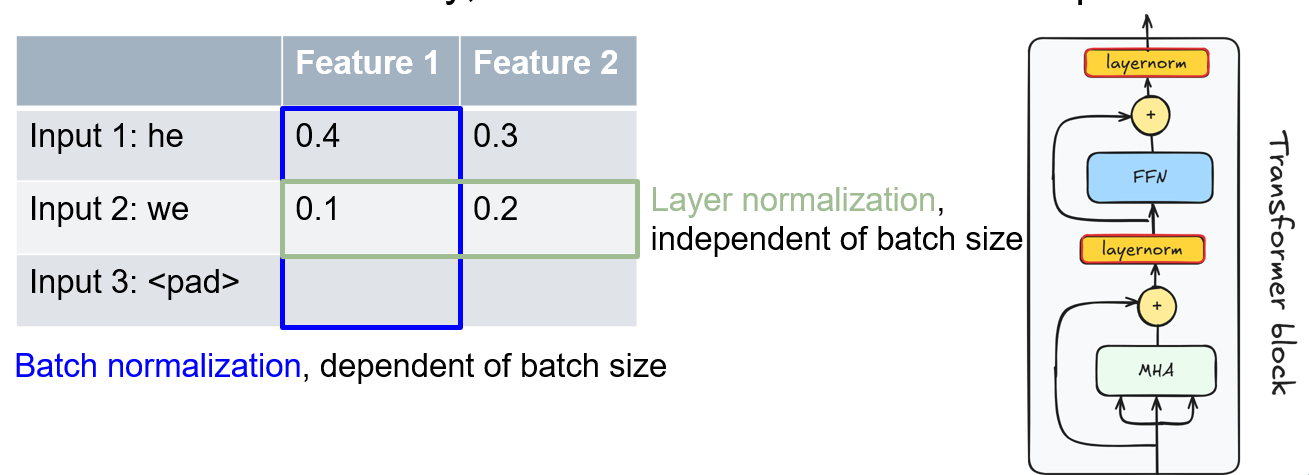 Feature 1 Feature 2
Input 1: he 0.4 0.3
Input 2: we 0.1 0.2
Input 3: <pad>
Layer normalization,
independent of batch size
Batch normalization, dependent of batch size
layernorm
+
FFN
layernorm
+
MHA
Transformer block